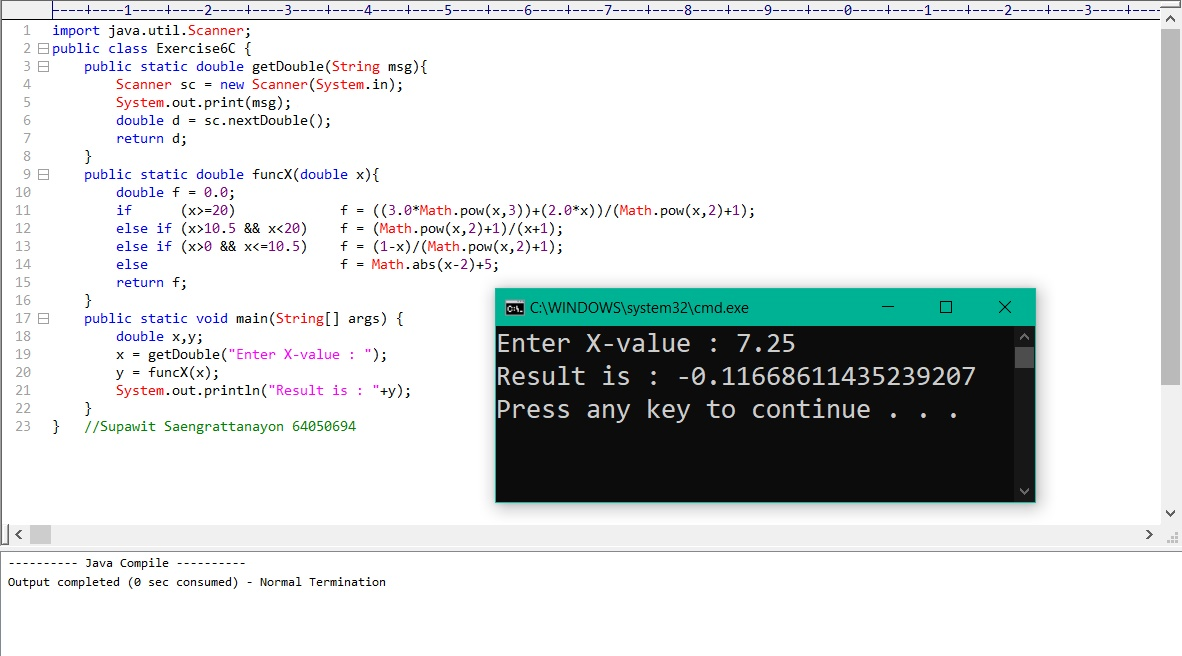 ----+----1----+----2----+----3----+----4----+----5----+----6----+----7----+----8----+----9----+----0----+----1----+----2----+----3----+----
1 import java.util.Scanner;
2 public class Exercise6C {
3 public static double getDouble(String msg){
4 Scanner sc = new Scanner(System.in);
5 System.out.print(msg);
6 double d = sc.nextDouble();
7 return d;
8 }
9 public static double funcX(double x){
10 double f = 0.0;
11 if (x>=20) f = ((3.0*Math.pow(x,3))+(2.0*x))/(Math.pow(x,2)+1);
12 else if (x>10.5 && x<20) f = (Math.pow(x,2)+1)/(x+1);
13 else if (x>0 && x<=10.5) f = (1-x)/(Math.pow(x,2)+1);
14 else f = Math.abs(x-2)+5;
15 return f;
16 }
17 public static void main(String[] args) {
18 double x,y;
19 x = getDouble("Enter X-value : ");
20 y = funcX(x);
21 System.out.println("Result is : "+y);
22 }
23 } //Supawit Saengrattanayon 64050694
C:\WINDOWS\system32\cmd.exe
Enter X-value : 7.25
Result is : -0.11668611435239207
Press any key to continue . . .
---------- Java Compile ----------
Output completed (0 sec consumed) - Normal Termination